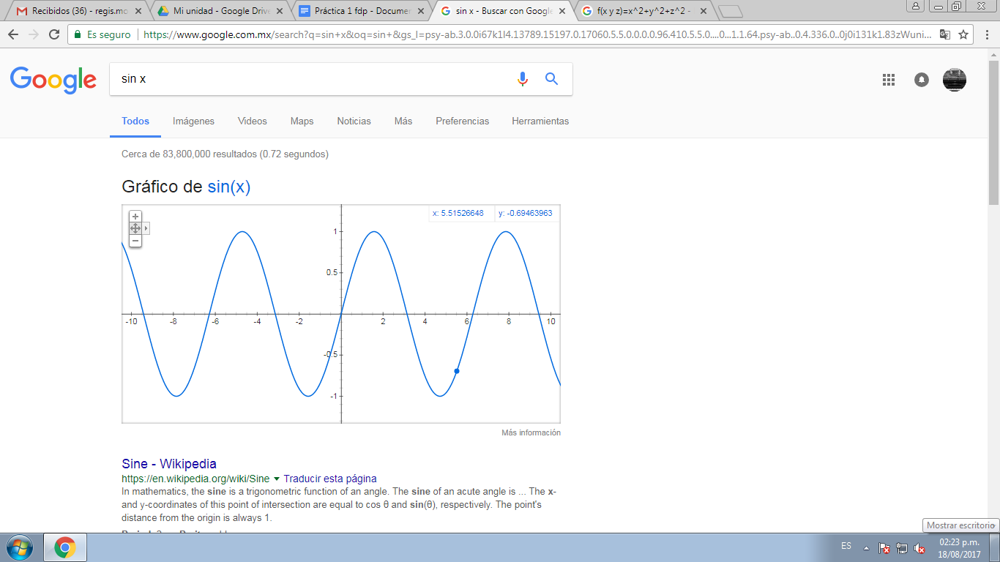 Recibidos (36) - regis.mo
Mi unidad - Google Drive
Práctica 1 fdp - Documen
sin x - Buscar con Google
f(x y z)=x^2+y^2+z^2 -
Es seguro
https://www.google.com.mx/search?q=sin+x&oq=sin+&gs_l=psy-ab.3.0.0i67k1l4.13789.15197.0.17060.5.5.0.0.0.0.96.410.5.5.0....0...1.1.64.psy-ab..0.4.336.0..0j0i131k1.83zWuni...
Google
sin x
Todos Imágenes Videos Maps Noticias Más Preferencias Herramientas
Cerca de 83,800,000 resultados (0.72 segundos)
Gráfico de sin(x)
x: 5.51526648 y: -0.69463963
1
0.5
-10 -8 -6 -4 -2 2 4 6 8 10
-0.5
-1
Más información
Sine - Wikipedia
https://en.wikipedia.org/wiki/Sine Traducir esta página
In mathematics, the sine is a trigonometric function of an angle. The sine of an acute angle is ... The x-
and y-coordinates of this point of intersection are equal to cos θ and sin(θ), respectively. The point's
distance from the origin is always 1.
Mostrar escritorio
ES
02:23 p.m.
18/08/2017